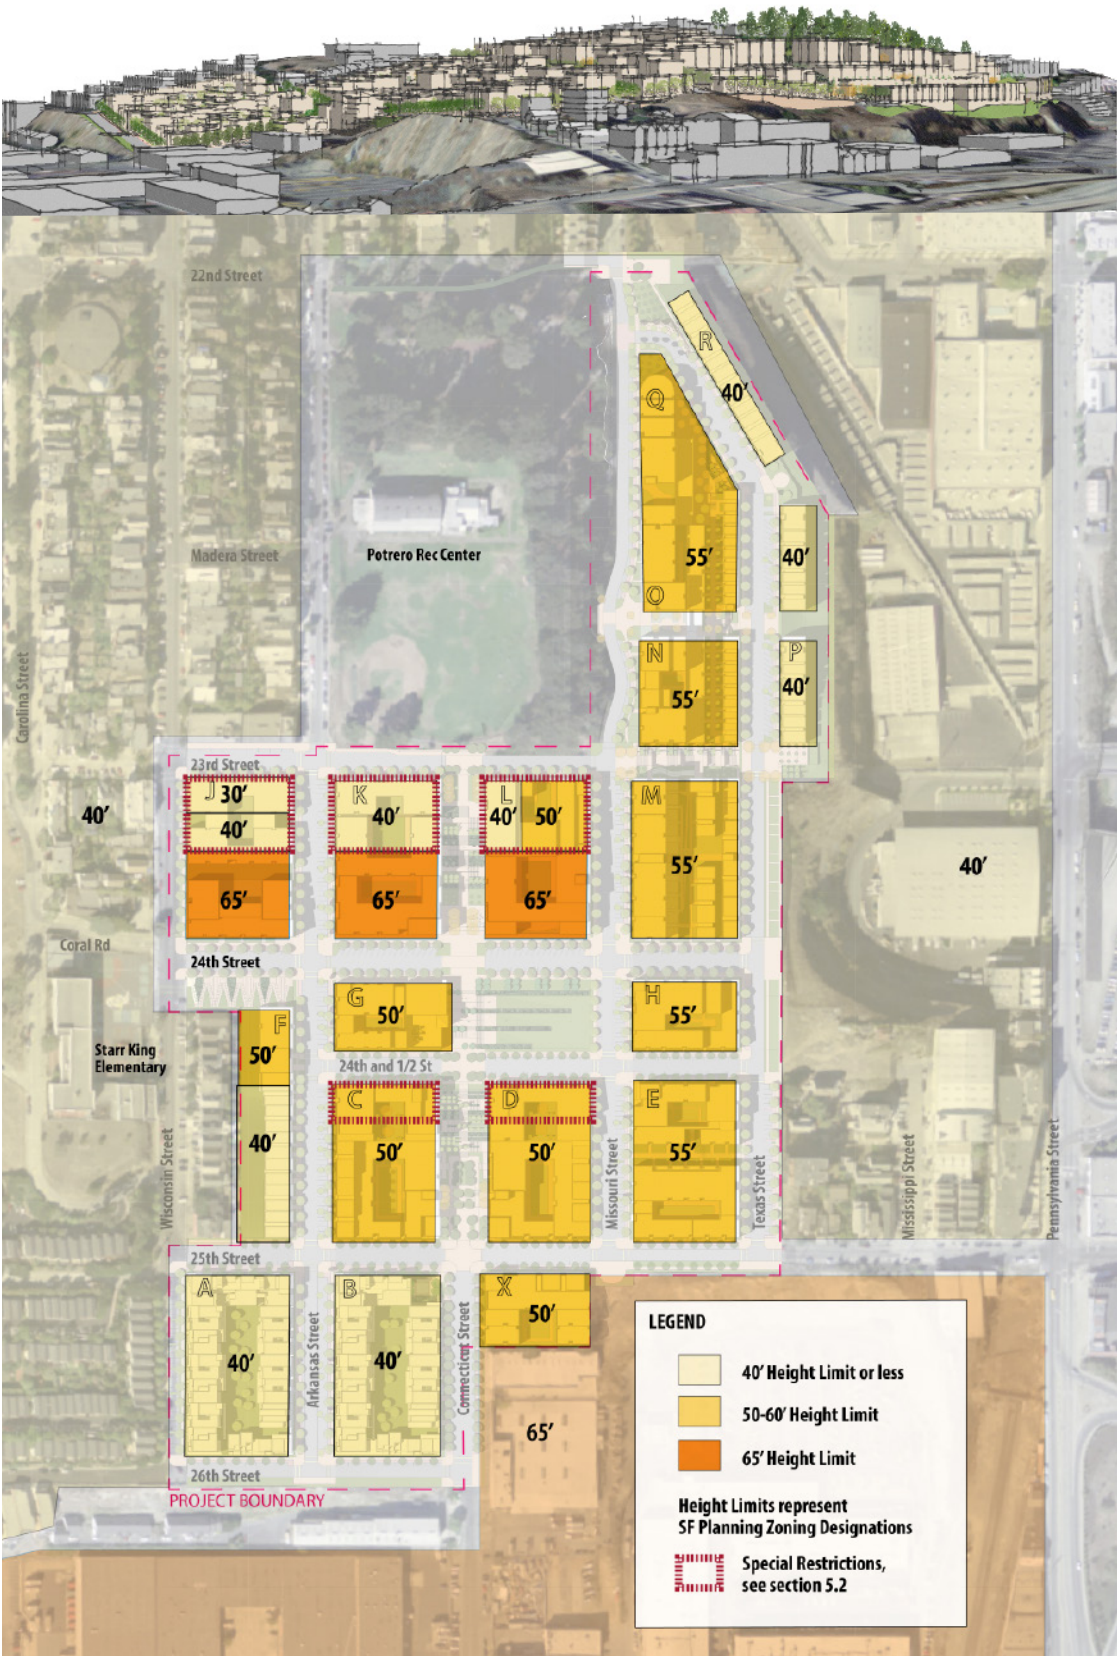 22nd Street
R
40′
Q
Madera Street
Potrero Rec Center
55′
40′
O
N
P
55′
40′
Carolina Street
23rd Street
J 30′
K
L
M
40′
40′
40′
40′
50′
55′
40′
65′
65′
65′
Coral Rd
24th Street
G
50′
H
55′
F
50′
Starr King
Elementary
24th and 1/2 St
C
D
E
40′
50′
50′
55′
Wisconsin Street
Missouri Street
Texas Street
Mississippi Street
Pennsylvania Street
25th Street
A
B
X
50′
40′
40′
Arkansas Street
Connecticut Street
65′
26th Street
PROJECT BOUNDARY
LEGEND
40′ Height Limit or less
50-60′ Height Limit
65′ Height Limit
Height Limits represent
SF Planning Zoning Designations
Special Restrictions,
see section 5.2